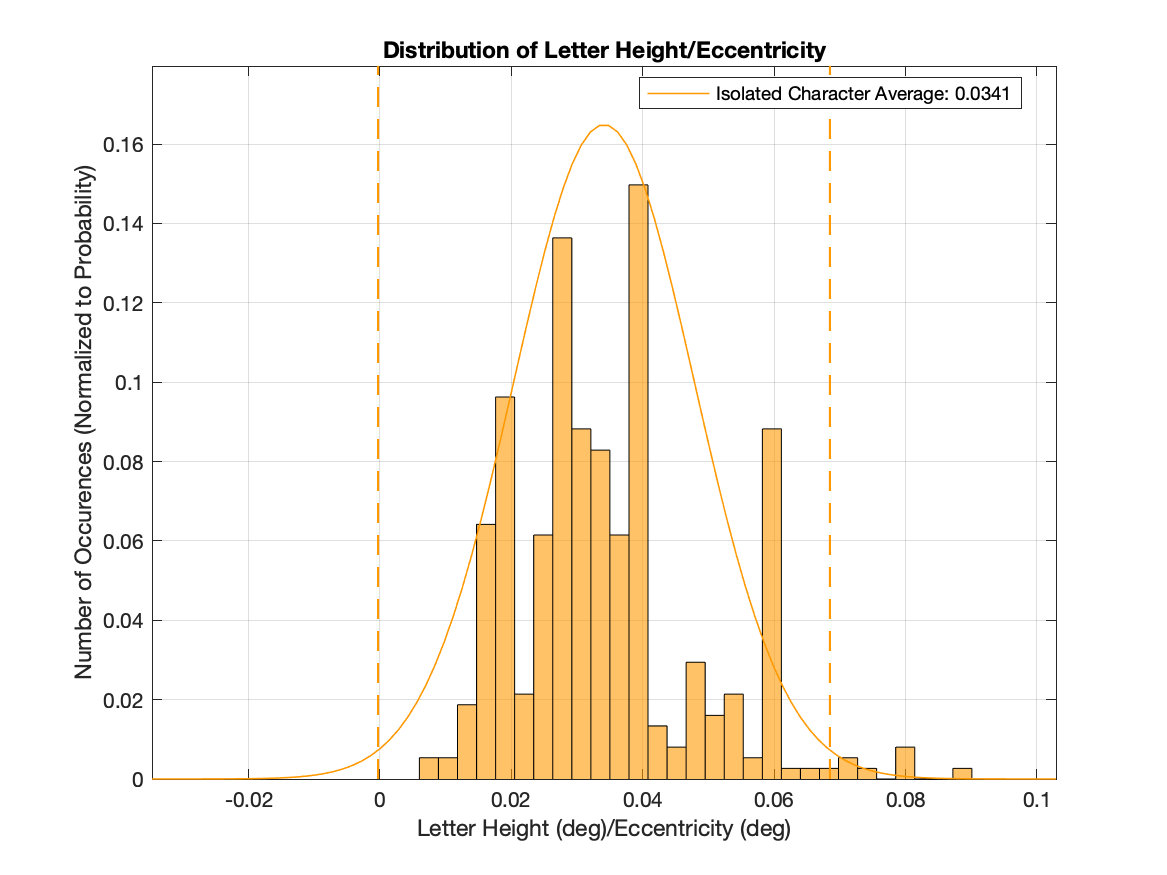 Distribution of Letter Height/Eccentricity
Isolated Character Average: 0.0341
Number of Occurences (Normalized to Probability)
0.16
0.14
0.12
0.1
0.08
0.06
0.04
0.02
0
-0.02 0 0.02 0.04 0.06 0.08 0.1
Letter Height (deg)/Eccentricity (deg)